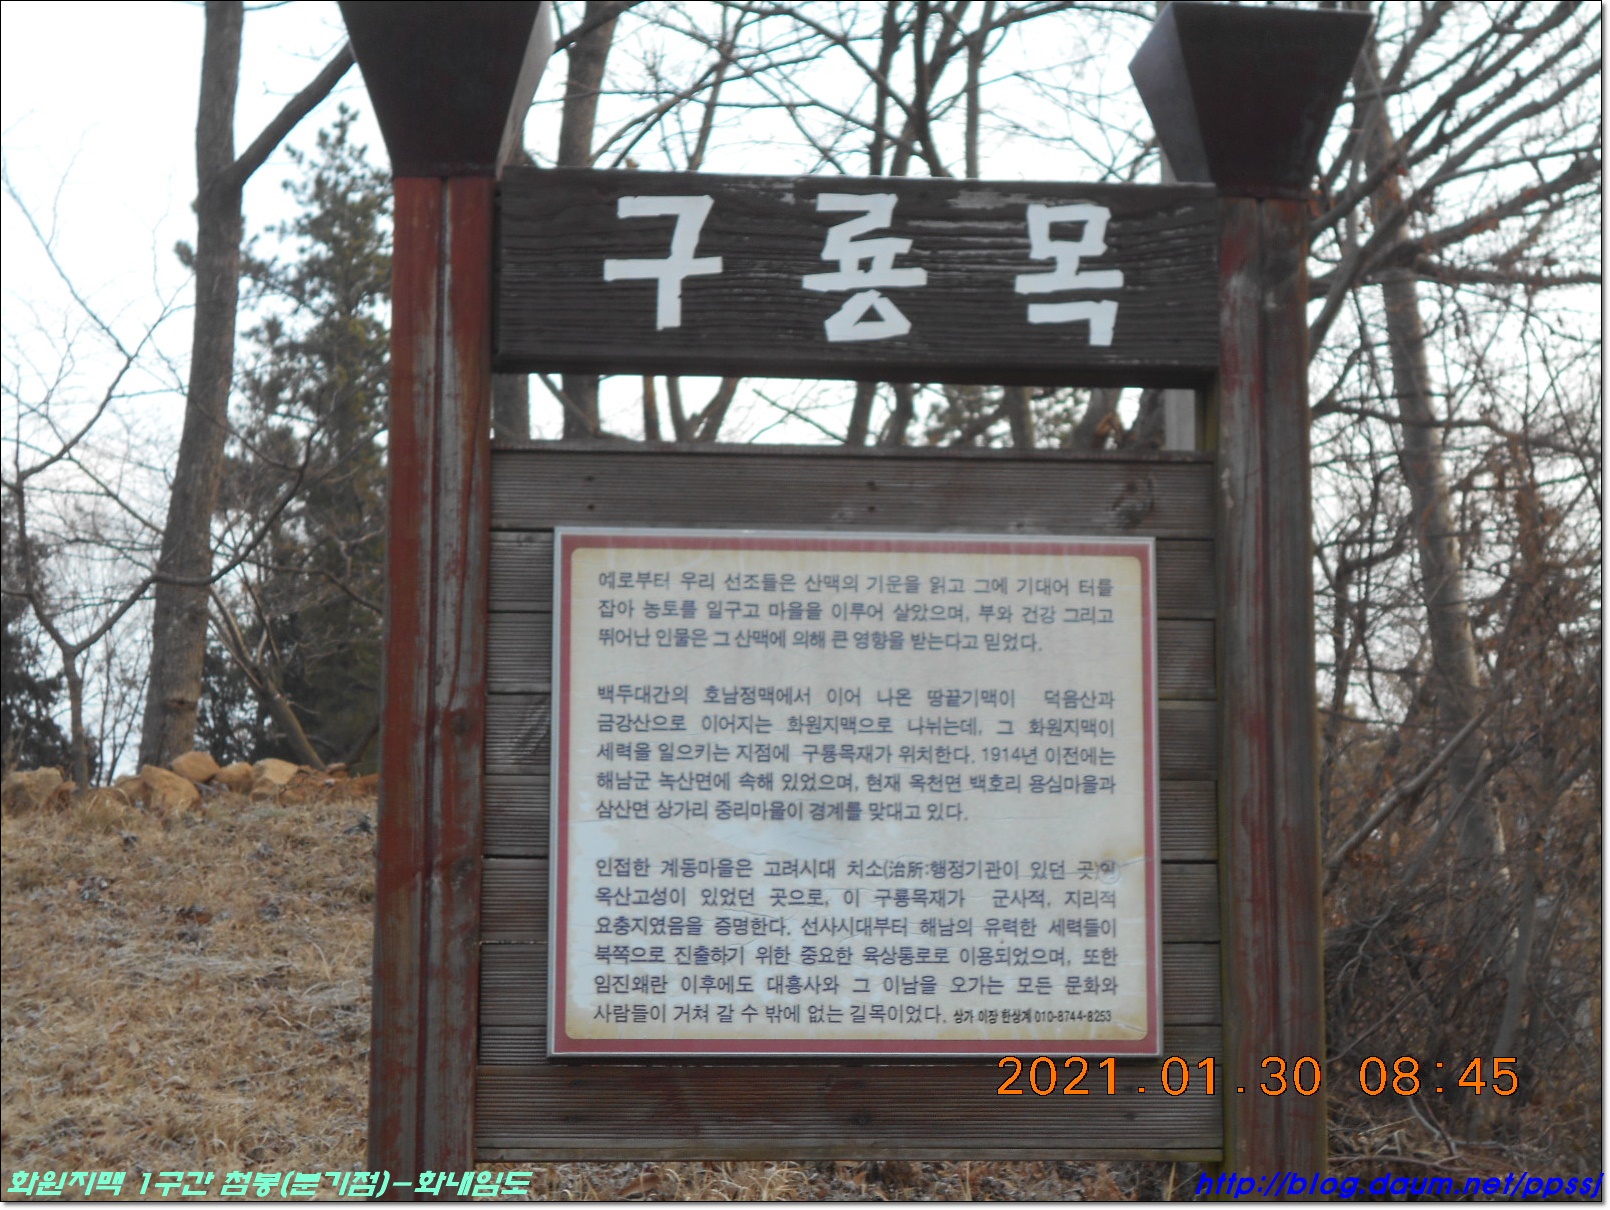 구룡목
예로부터 우리 선조들은 산맥의 기운을 읽고 그에 기대어 터를
잡아 농토를 일구고 마을을 이루어 살았으며, 부와 건강 그리고
뛰어난 인물은 그 산맥에 의해 큰 영향을 받는다고 믿었다.
백두대간의 호남정맥에서 이어 나온 땅끝기맥이 덕음산과
금강산으로 이어지는 화원지맥으로 나뉘는데, 그 화원지맥이
세력을 일으키는 지점에 구룡목재가 위치한다. 1914년 이전에는
해남군 녹산면에 속해 있었으며, 현재 옥천면 백호리 용심마을과
삼산면 상가리 중리마을이 경계를 맞대고 있다.
인접한 계동마을은 고려시대 치소(治所:행정기관이 있던 곳)인
옥산고성이 있었던 곳으로, 이 구룡목재가 군사적, 지리적
요충지였음을 증명한다. 선사시대부터 해남의 유력한 세력들이
북쪽으로 진출하기 위한 중요한 육상통로로 이용되었으며, 또한
임진왜란 이후에도 대흥사와 그 이남을 오가는 모든 문화와
사람들이 거쳐 갈 수 밖에 없는 길목이었다. 상가 이장 한상계 010-8744-8253
2021.01.30 08:45
화원지맥 1구간 첨봉(분기점)-화내임도
http://blog.daum.net/ppssj